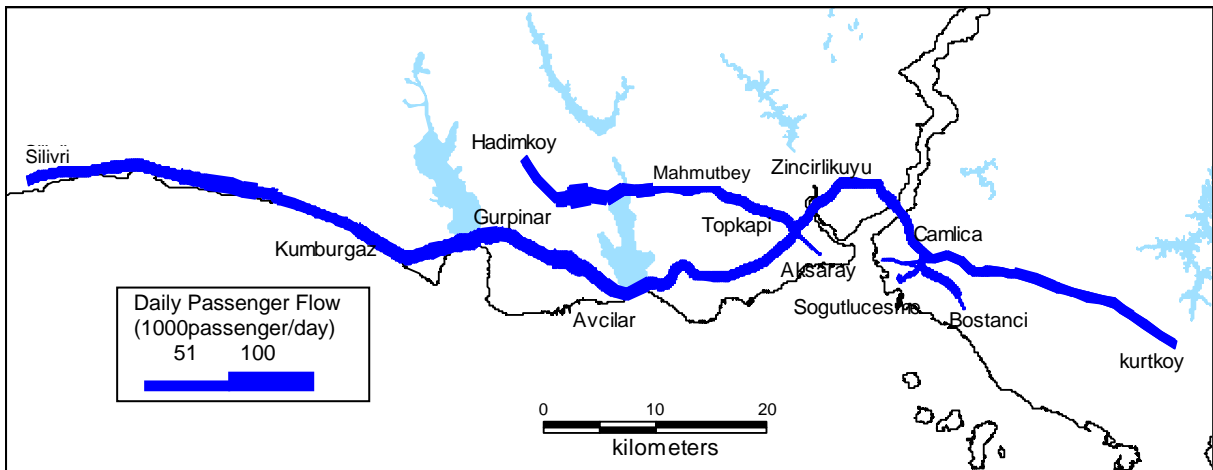 Silivri
Hadimkoy
Mahmutbey
Zincirlikuyu
Gurpinar
Topkapi
Kumburgaz
Camlica
Aksaray
Avcilar
Sogutlucesme
Bostanci
kurtkoy
Daily Passenger Flow
(1000passenger/day)
51 100
0 10 20
kilometers